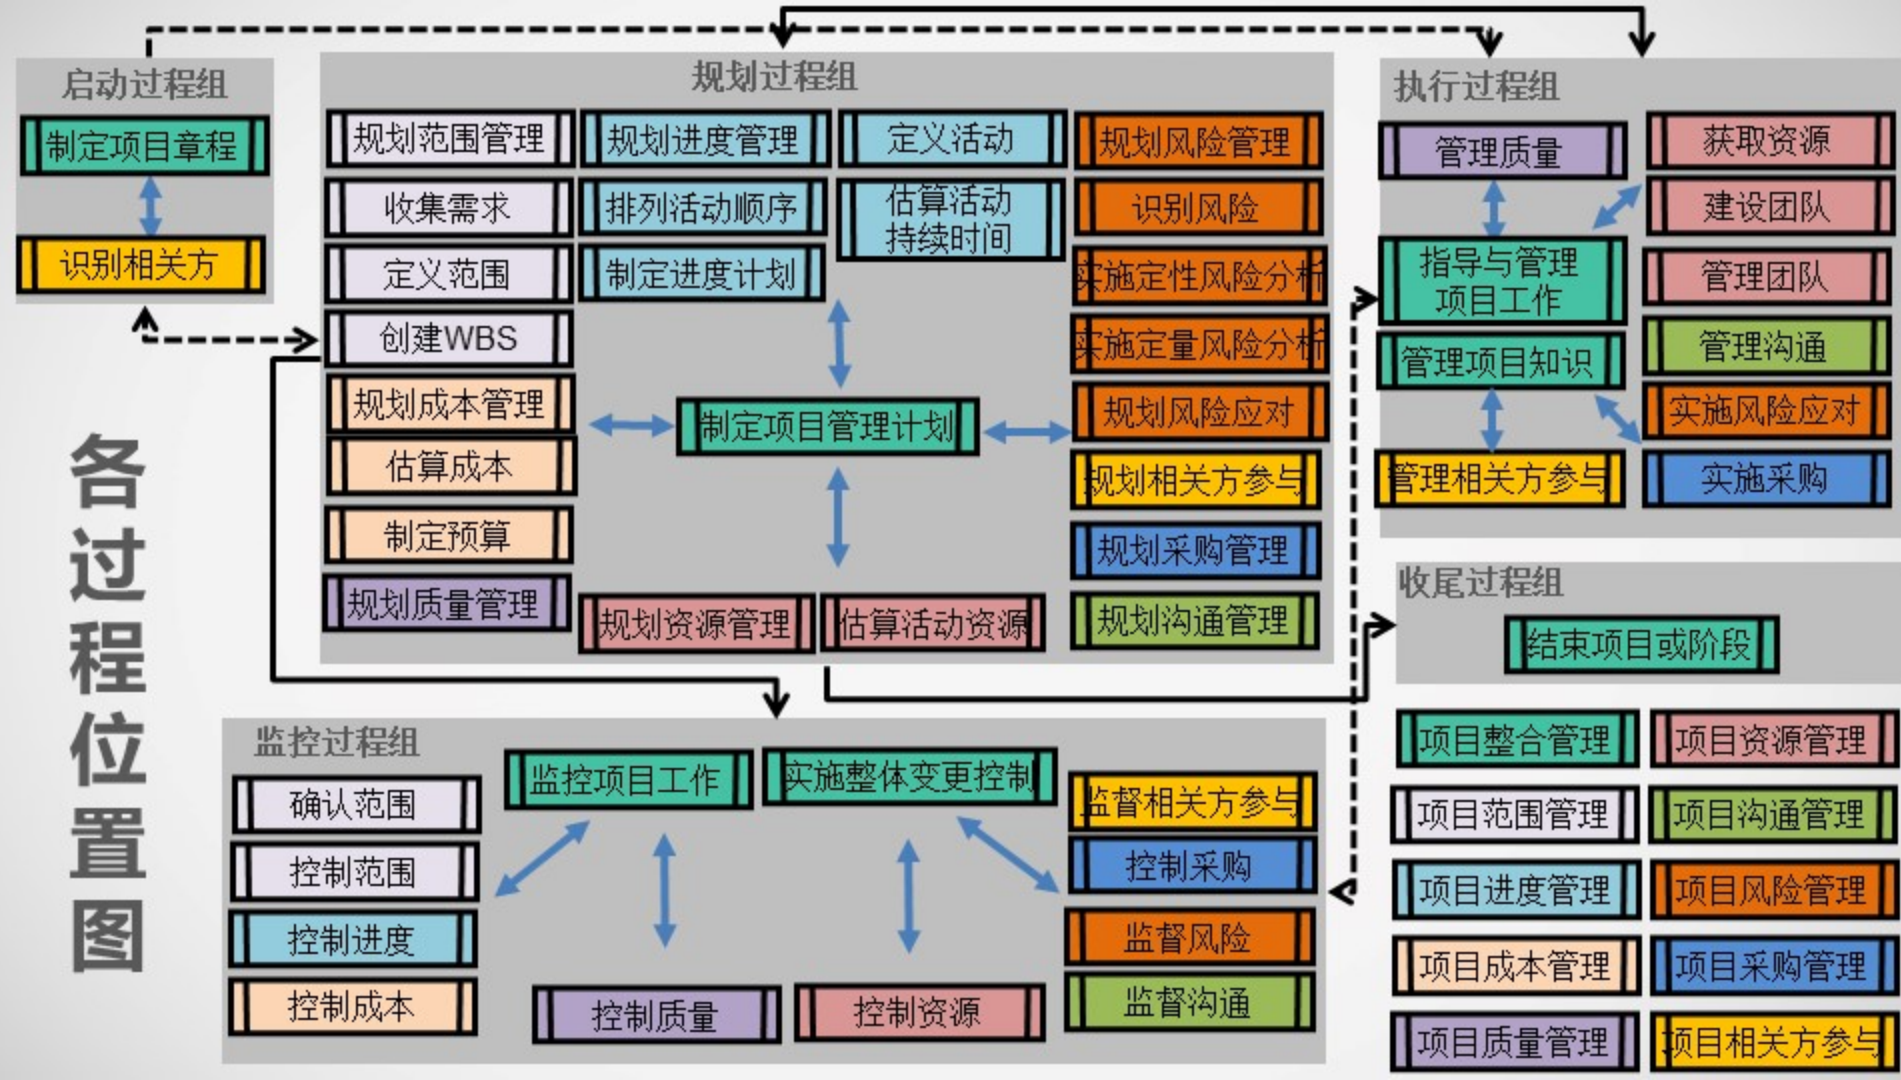 各过程位置图
启动过程组
制定项目章程
识别相关方
规划过程组
规划范围管理
收集需求
定义范围
创建WBS
规划成本管理
估算成本
制定预算
规划质量管理
规划进度管理
排列活动顺序
制定进度计划
定义活动
估算活动
持续时间
制定项目管理计划
规划资源管理
估算活动资源
规划风险管理
识别风险
实施定性风险分析
实施定量风险分析
规划风险应对
规划相关方参与
规划采购管理
规划沟通管理
执行过程组
管理质量
指导与管理
项目工作
管理项目知识
管理相关方参与
获取资源
建设团队
管理团队
管理沟通
实施风险应对
实施采购
收尾过程组
结束项目或阶段
监控过程组
确认范围
控制范围
控制进度
控制成本
监控项目工作
实施整体变更控制
控制质量
控制资源
监督相关方参与
控制采购
监督风险
监督沟通
项目整合管理
项目资源管理
项目范围管理
项目沟通管理
项目进度管理
项目风险管理
项目成本管理
项目采购管理
项目质量管理
项目相关方参与